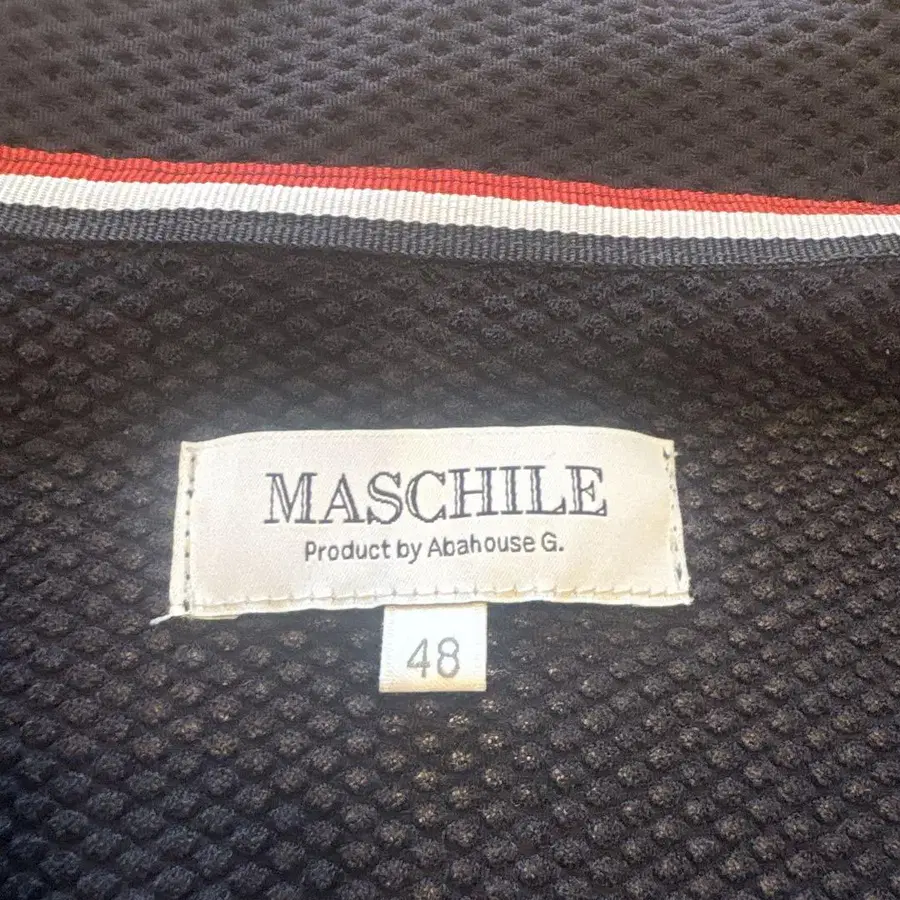 MASCHILE
Product by Abahouse G.
48